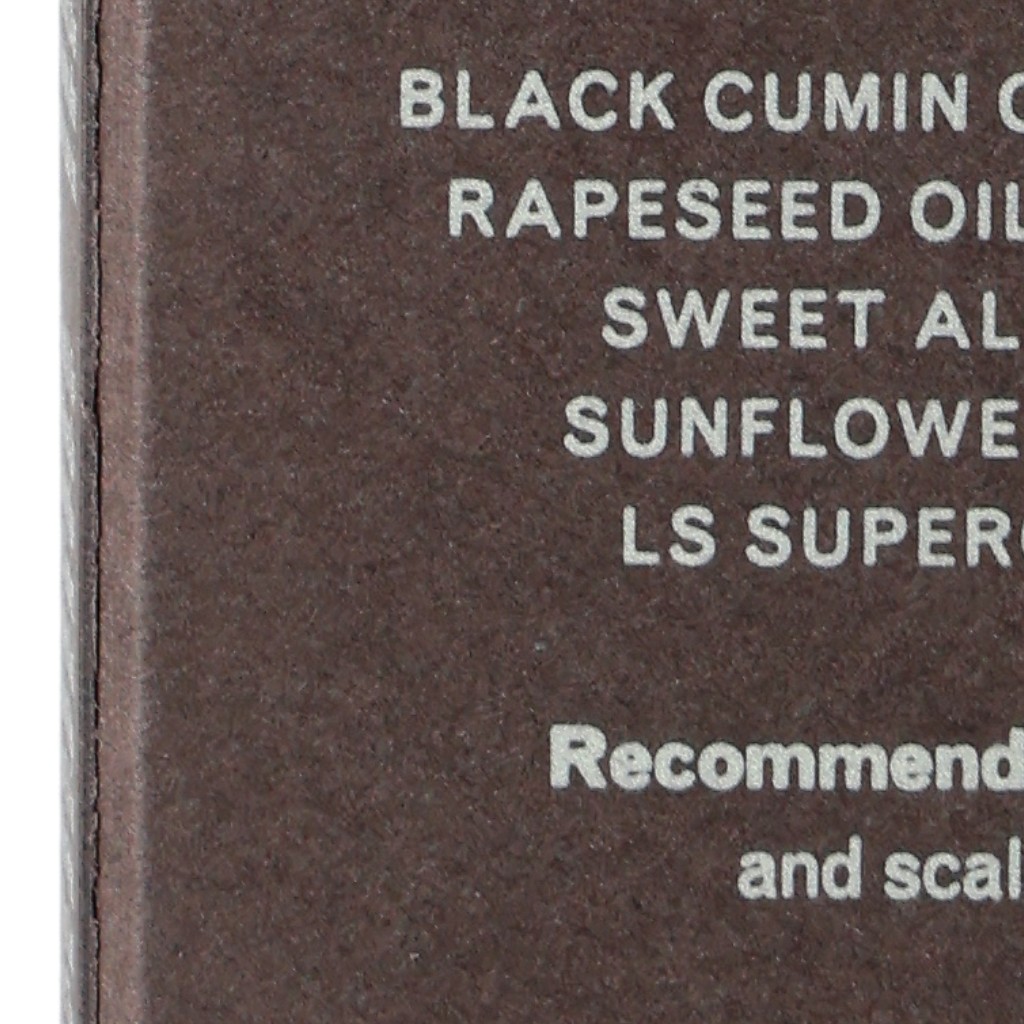 BLACK CUMIN
RAPESEED OIL
SWEET AL
SUNFLOWE
LS SUPER
Recommend
and scal